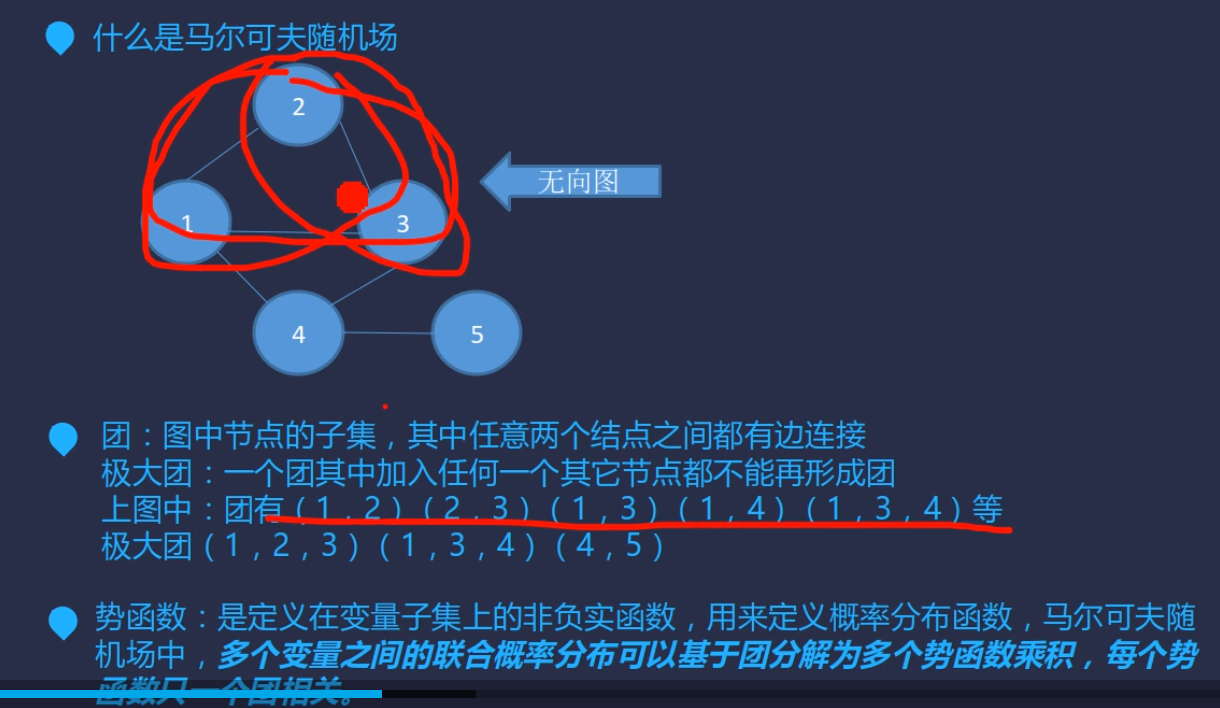 什么是马尔可夫随机场
2
无向图
1
3
4
5
团：图中节点的子集，其中任意两个结点之间都有边连接
极大团：一个团其中加入任何一个其它节点都不能再形成团
上图中：团有（1，2）（2，3）（1，3）（1，4）（1，3，4）等
极大团（1，2，3）（1，3，4）（4，5）
势函数：是定义在变量子集上的非负实函数，用来定义概率分布函数，马尔可夫随
机场中，多个变量之间的联合概率分布可以基于团分解为多个势函数乘积，每个势
函数只一个团相关。